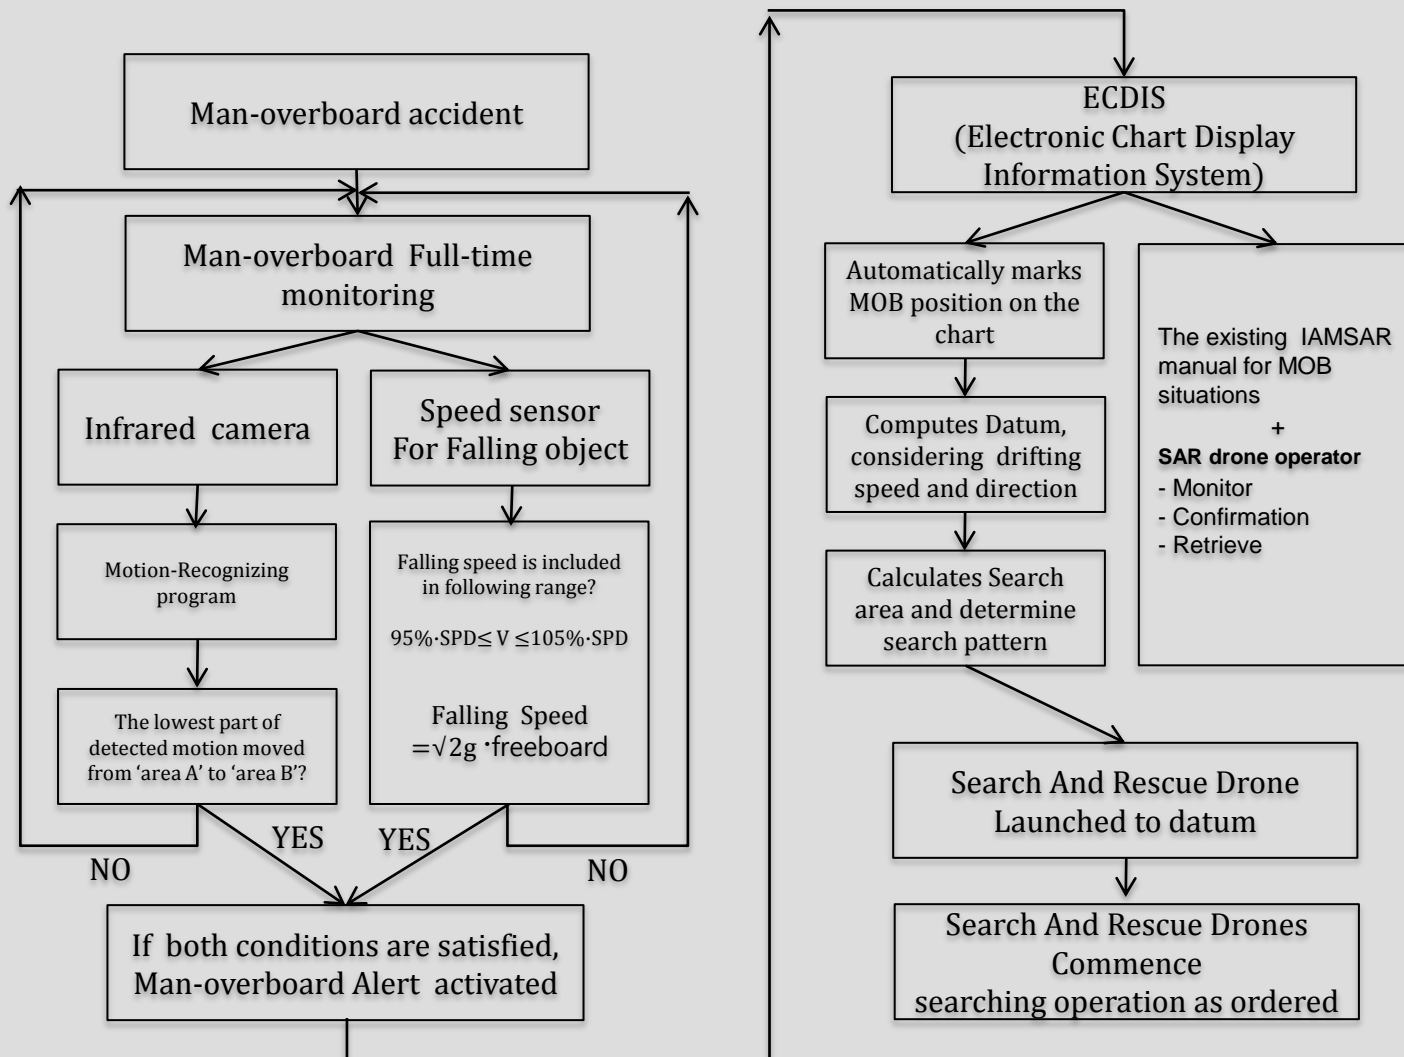 Man-overboard accident
Man-overboard Full-time
monitoring
Infrared camera
Speed sensor
For Falling object
Motion-Recognizing
program
Falling speed is included
in following range?
95%·SPD≤ V ≤105%·SPD
Falling Speed
=√2g ·freeboard
The lowest part of
detected motion moved
from ‘area A’ to ‘area B’?
YES
YES
NO
NO
If both conditions are satisfied,
Man-overboard Alert activated
ECDIS
(Electronic Chart Display
Information System)
Automatically marks
MOB position on the
chart
Computes Datum,
considering drifting
speed and direction
Calculates Search
area and determine
search pattern
The existing IAMSAR
manual for MOB
situations
+
SAR drone operator
- Monitor
- Confirmation
- Retrieve
Search And Rescue Drone
Launched to datum
Search And Rescue Drones
Commence
searching operation as ordered